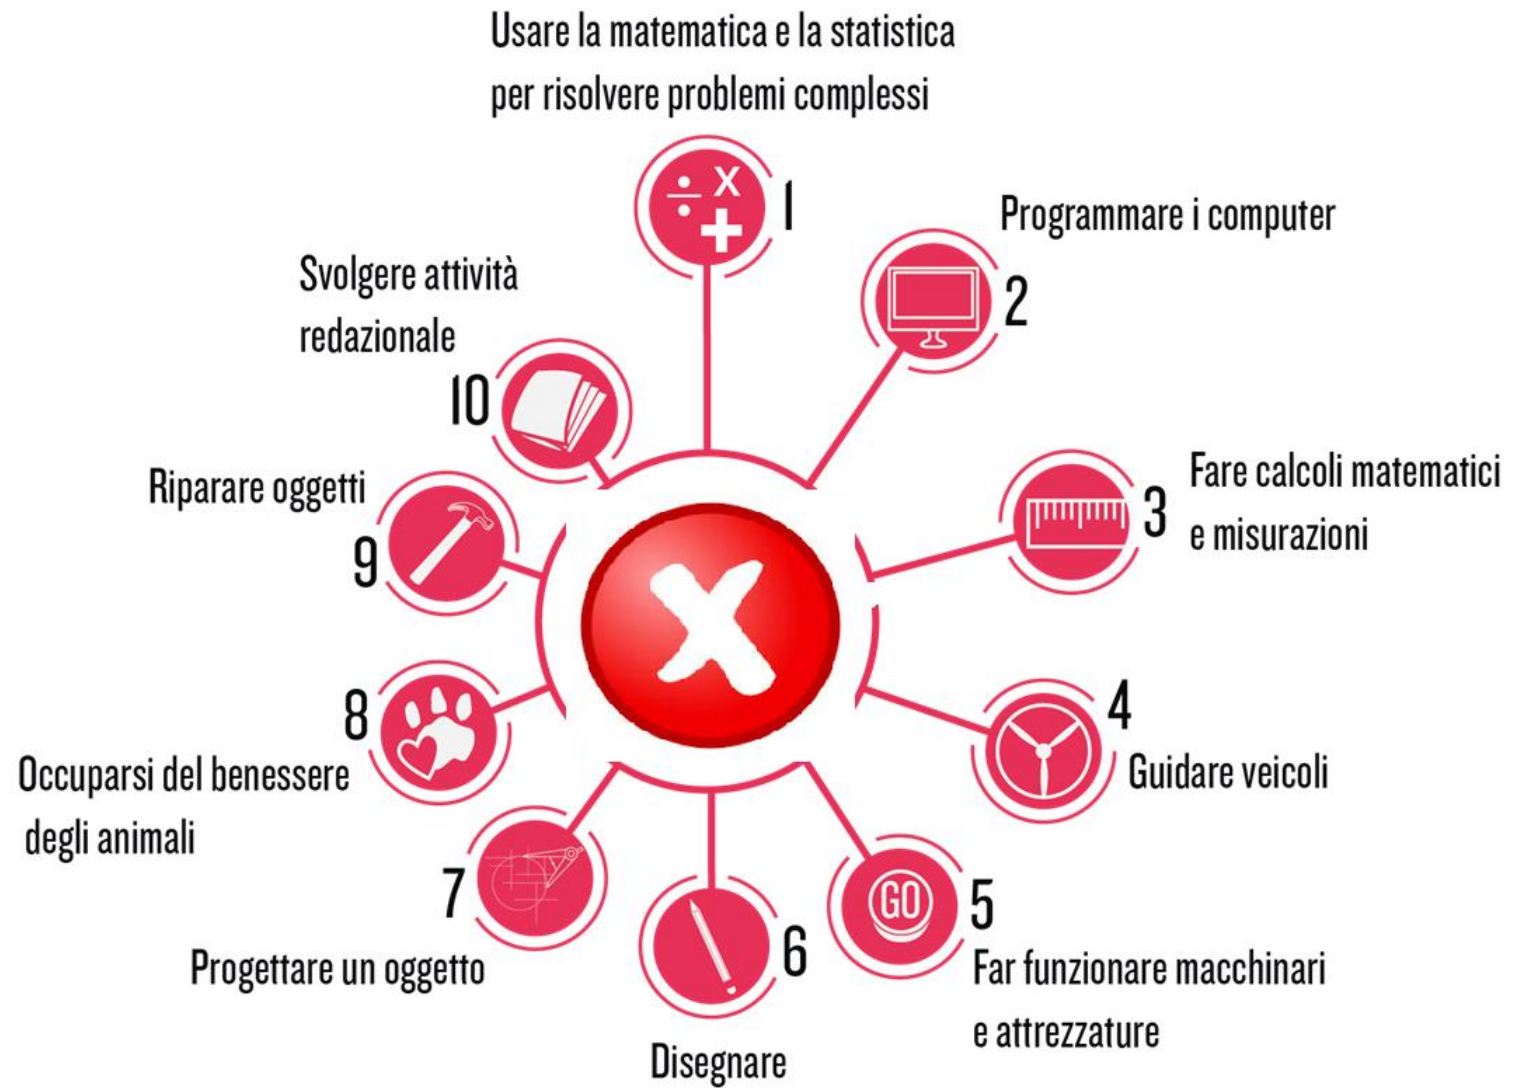 Usare la matematica e la statistica
per risolvere problemi complessi
1
Programmare i computer
2
Fare calcoli matematici
e misurazioni
3
4
Guidare veicoli
GO
5
Far funzionare macchinari
e attrezzature
6
Disegnare
7
Progettare un oggetto
8
Occuparsi del benessere
degli animali
Riparare oggetti
9
Svolgere attività
redazionale
10